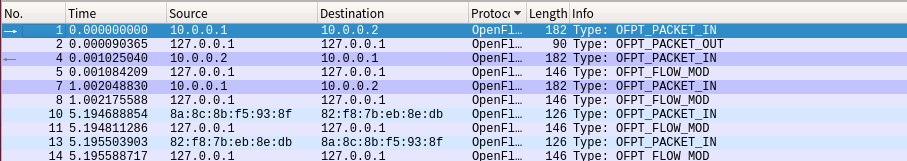 No. Time Source Destination Protoc Length Info
1 0.000000000 10.0.0.1 10.0.0.2 OpenFl… 182 Type: OFPT_PACKET_IN
2 0.000090365 127.0.0.1 127.0.0.1 OpenFl… 90 Type: OFPT_PACKET_OUT
4 0.001025040 10.0.0.2 10.0.0.1 OpenFl… 182 Type: OFPT_PACKET_IN
5 0.001084209 127.0.0.1 127.0.0.1 OpenFl… 146 Type: OFPT_FLOW_MOD
7 1.002048830 10.0.0.1 10.0.0.2 OpenFl… 182 Type: OFPT_PACKET_IN
8 1.002175588 127.0.0.1 127.0.0.1 OpenFl… 146 Type: OFPT_FLOW_MOD
10 5.194688854 8a:8c:8b:f5:93:8f 82:f8:7b:eb:8e:db OpenFl… 126 Type: OFPT_PACKET_IN
11 5.194811286 127.0.0.1 127.0.0.1 OpenFl… 146 Type: OFPT_FLOW_MOD
13 5.195503903 82:f8:7b:eb:8e:db 8a:8c:8b:f5:93:8f OpenFl… 126 Type: OFPT_PACKET_IN
14 5.195588717 127.0.0.1 127.0.0.1 OpenFl… 146 Type: OFPT_FLOW_MOD